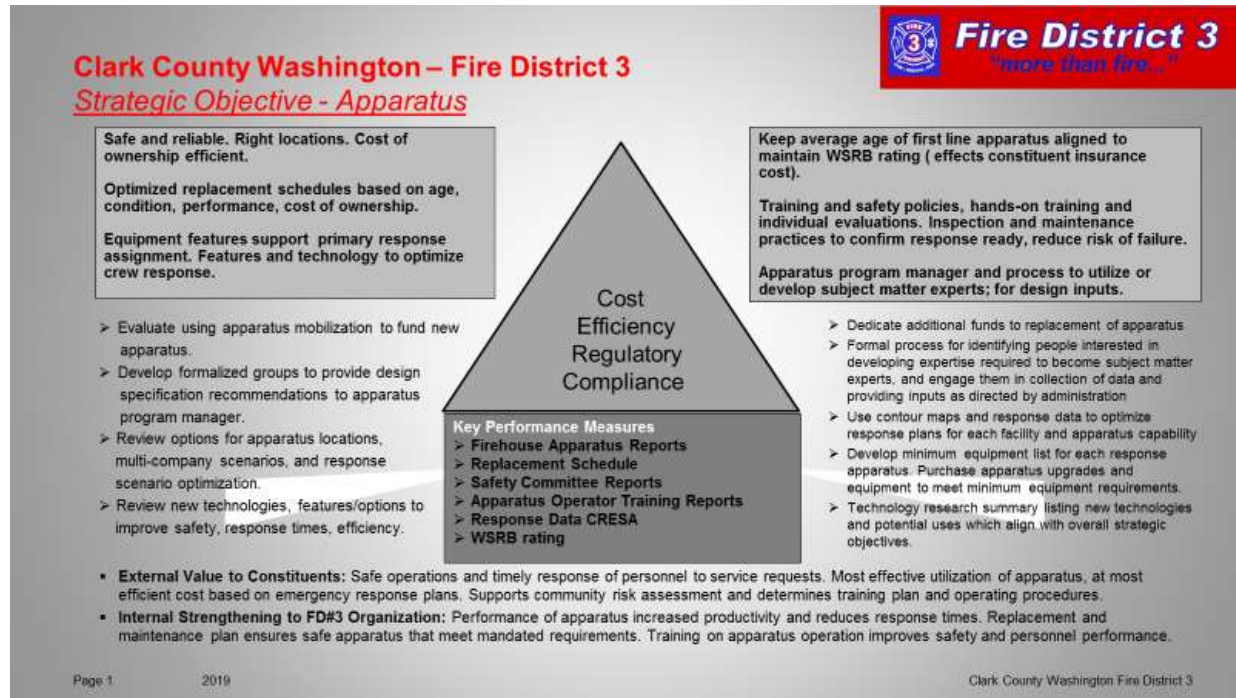 Clark County Washington – Fire District 3
Strategic Objective - Apparatus
FIRE
3
Fire District 3
"more than fire..."
Safe and reliable. Right locations. Cost of
ownership efficient.
Optimized replacement schedules based on age,
condition, performance, cost of ownership.
Equipment features support primary response
assignment. Features and technology to optimize
crew response.
Keep average age of first line apparatus aligned to
maintain WSRB rating ( effects constituent insurance
cost).
Training and safety policies, hands-on training and
individual evaluations. Inspection and maintenance
practices to confirm response ready, reduce risk of failure.
Apparatus program manager and process to utilize or
develop subject matter experts; for design inputs.
Cost
Efficiency
Regulatory
Compliance
➢ Evaluate using apparatus mobilization to fund new
apparatus.
➢ Develop formalized groups to provide design
specification recommendations to apparatus
program manager.
➢ Review options for apparatus locations,
multi-company scenarios, and response
scenario optimization.
➢ Review new technologies, features/options to
improve safety, response times, efficiency.
Key Performance Measures
➢ Firehouse Apparatus Reports
➢ Replacement Schedule
➢ Safety Committee Reports
➢ Apparatus Operator Training Reports
➢ Response Data CRESA
➢ WSRB rating
➢ Dedicate additional funds to replacement of apparatus
➢ Formal process for identifying people interested in
developing expertise required to become subject matter
experts, and engage them in collection of data and
providing inputs as directed by administration
➢ Use contour maps and response data to optimize
response plans for each facility and apparatus capability
➢ Develop minimum equipment list for each response
apparatus. Purchase apparatus upgrades and
equipment to meet minimum equipment requirements.
➢ Technology research summary listing new technologies
and potential uses which align with overall strategic
objectives.
▪ External Value to Constituents: Safe operations and timely response of personnel to service requests. Most effective utilization of apparatus, at most
efficient cost based on emergency response plans. Supports community risk assessment and determines training plan and operating procedures.
▪ Internal Strengthening to FD#3 Organization: Performance of apparatus increased productivity and reduces response times. Replacement and
maintenance plan ensures safe apparatus that meet mandated requirements. Training on apparatus operation improves safety and personnel performance.
Page 1
2019
Clark County Washington Fire District 3